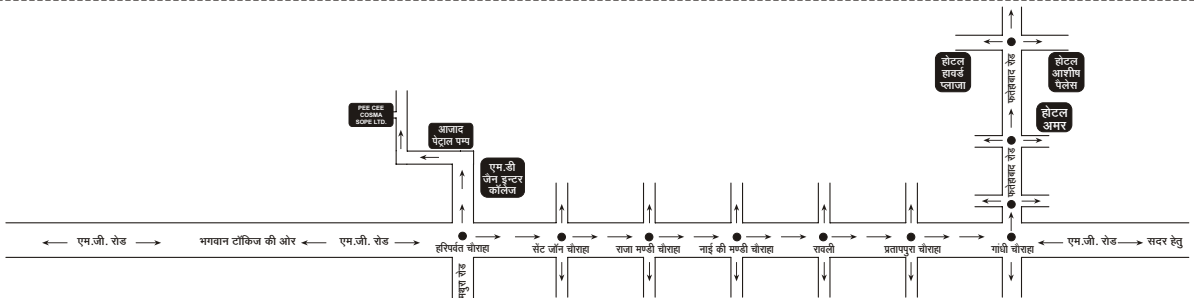 होटल
हावर्ड
प्लाजा
फतेहाबाद रोड
होटल
आशीष
पैलेस
PEE CEE
COSMA
SOPE LTD.
होटल
अमर
आजाद
पेट्राल पम्प
एम.डी
जैन इन्टर
कॉलेज
फतेहाबाद रोड
एम.जी. रोड
भगवान टॉकिज की ओर
एम.जी. रोड
हरिपर्वत चौराहा
सेंट जॉन चौराहा
राजा मण्डी चौराहा
नाई की मण्डी चौराहा
रावली
प्रतापपुरा चौराहा
गांधी चौराहा
एम.जी. रोड
सदर हेतु
मथुरा रोड